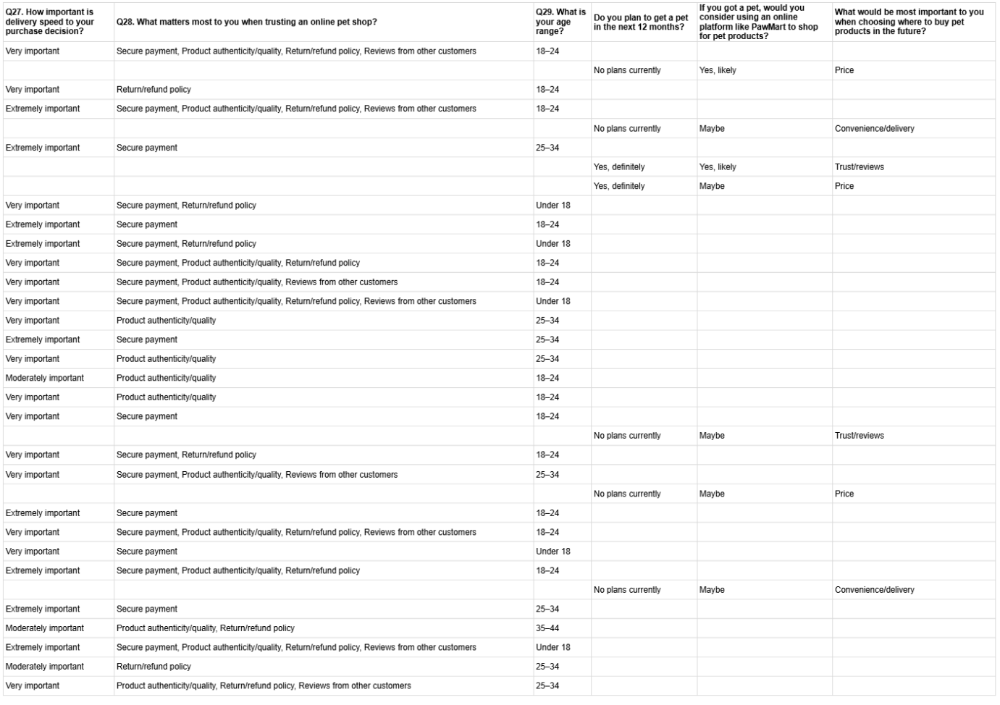 Q27. How important is delivery speed to your purchase decision? Q28. What matters most to you when trusting an online pet shop? Q29. What is your age range? Do you plan to get a pet in the next 12 months? If you got a pet, would you consider using an online platform like PawMart to shop for pet products? What would be most important to you when choosing where to buy pet products in the future?
Very important Secure payment, Product authenticity/quality, Return/refund policy, Reviews from other customers 18–24
No plans currently Yes, likely Price
Very important Return/refund policy 18–24
Extremely important Secure payment, Product authenticity/quality, Return/refund policy, Reviews from other customers 18–24
No plans currently Maybe Convenience/delivery
Extremely important Secure payment 25–34
Yes, definitely Yes, likely Trust/reviews
Yes, definitely Maybe Price
Very important Secure payment, Return/refund policy Under 18
Extremely important Secure payment 18–24
Extremely important Secure payment, Return/refund policy Under 18
Very important Secure payment, Product authenticity/quality, Return/refund policy 18–24
Very important Secure payment, Product authenticity/quality, Reviews from other customers 18–24
Very important Secure payment, Product authenticity/quality, Return/refund policy, Reviews from other customers Under 18
Very important Product authenticity/quality 25–34
Extremely important Secure payment 25–34
Very important Product authenticity/quality 25–34
Moderately important Product authenticity/quality 18–24
Very important Product authenticity/quality 18–24
Very important Secure payment 18–24
No plans currently Maybe Trust/reviews
Very important Secure payment, Return/refund policy 18–24
Very important Secure payment, Product authenticity/quality, Reviews from other customers 25–34
No plans currently Maybe Price
Extremely important Secure payment 18–24
Very important Secure payment, Product authenticity/quality, Return/refund policy, Reviews from other customers 18–24
Very important Secure payment Under 18
Extremely important Secure payment, Product authenticity/quality, Return/refund policy 18–24
No plans currently Maybe Convenience/delivery
Extremely important Secure payment 25–34
Moderately important Product authenticity/quality, Return/refund policy 35–44
Extremely important Secure payment, Product authenticity/quality, Return/refund policy, Reviews from other customers Under 18
Moderately important Return/refund policy 25–34
Very important Product authenticity/quality, Return/refund policy, Reviews from other customers 25–34